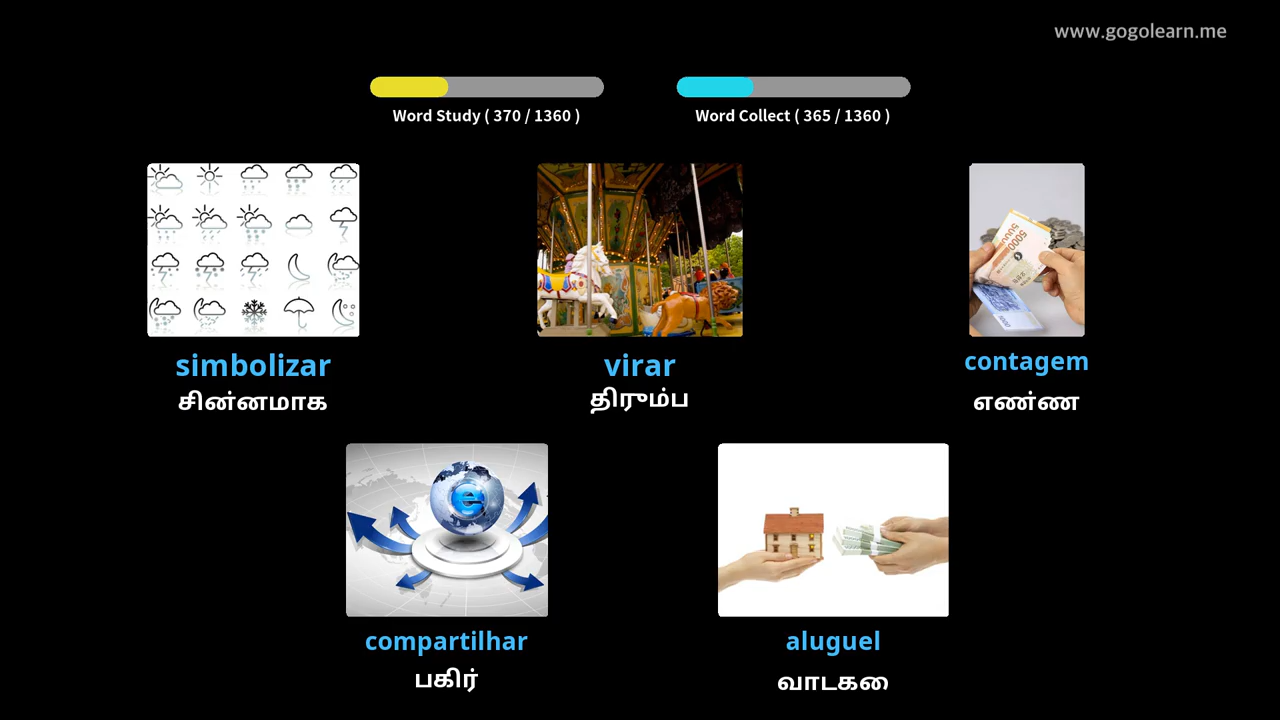 www.gogolearn.me
Word Study ( 370 / 1360 )
Word Collect ( 365 / 1360 )
simbolizar
சின்னமாக
virar
திரும்ப
contagem
எண்ண
compartilhar
பகிர்
aluguel
வாடகை